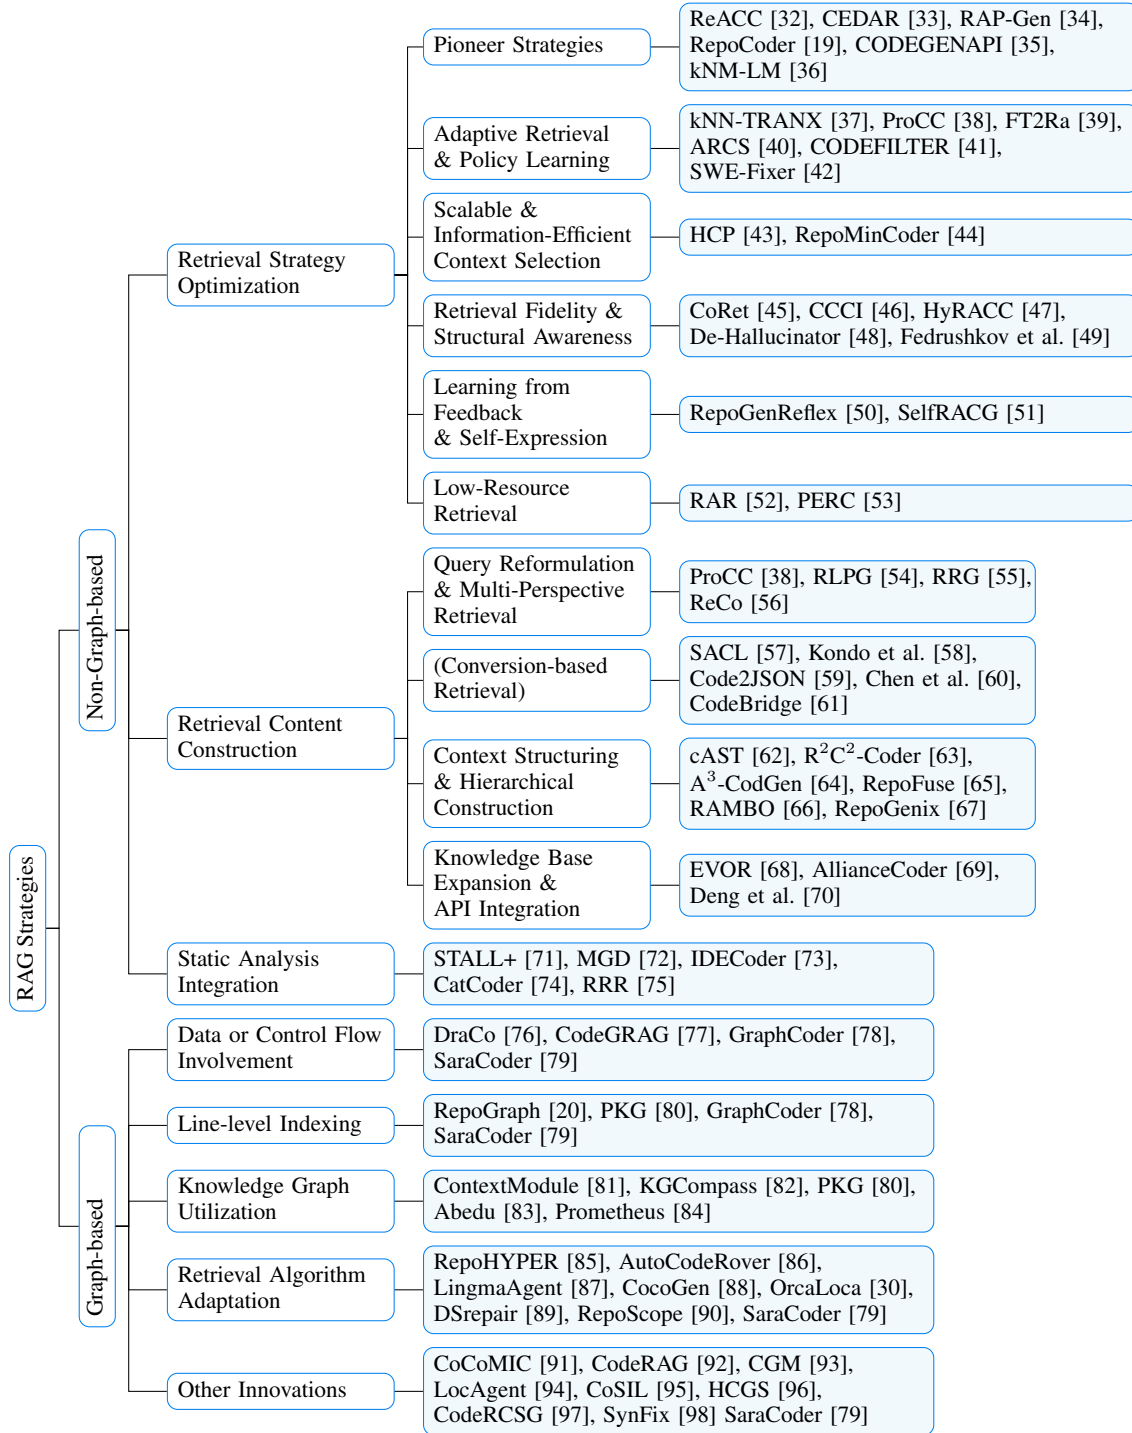 RAG Strategies
Non-Graph-based
Retrieval Strategy
Optimization
Pioneer Strategies
ReACC [32], CEDAR [33], RAP-Gen [34],
RepoCoder [19], CODEGENAPI [35],
kNM-LM [36]
Adaptive Retrieval
& Policy Learning
kNN-TRANX [37], ProCC [38], FT2Ra [39],
ARCS [40], CODEFILTER [41],
SWE-Fixer [42]
Scalable &
Information-Efficient
Context Selection
HCP [43], RepoMinCoder [44]
Retrieval Fidelity &
Structural Awareness
CoRet [45], CCCI [46], HyRACC [47],
De-Hallucinator [48], Fedrushkov et al. [49]
Learning from
Feedback
& Self-Expression
RepoGenReflex [50], SelfRACG [51]
Low-Resource
Retrieval
RAR [52], PERC [53]
Retrieval Content
Construction
Query Reformulation
& Multi-Perspective
Retrieval
ProCC [38], RLPG [54], RRG [55],
ReCo [56]
(Conversion-based
Retrieval)
SACL [57], Kondo et al. [58],
Code2JSON [59], Chen et al. [60],
CodeBridge [61]
Context Structuring
& Hierarchical
Construction
cAST [62], R²C²-Coder [63],
A³-CodGen [64], RepoFuse [65],
RAMBO [66], RepoGenix [67]
Knowledge Base
Expansion &
API Integration
EVOR [68], AllianceCoder [69],
Deng et al. [70]
Static Analysis
Integration
STALL+ [71], MGD [72], IDECoder [73],
CatCoder [74], RRR [75]
Graph-based
Data or Control Flow
Involvement
DraCo [76], CodeGRAG [77], GraphCoder [78],
SaraCoder [79]
Line-level Indexing
RepoGraph [20], PKG [80], GraphCoder [78],
SaraCoder [79]
Knowledge Graph
Utilization
ContextModule [81], KGCompass [82], PKG [80],
Abedu [83], Prometheus [84]
Retrieval Algorithm
Adaptation
RepoHYPER [85], AutoCodeRover [86],
LingmaAgent [87], CocoGen [88], OrcaLoca [30],
DSrepair [89], RepoScope [90], SaraCoder [79]
Other Innovations
CoCoMIC [91], CodeRAG [92], CGM [93],
LocAgent [94], CoSIL [95], HCGS [96],
CodeRCSG [97], SynFix [98] SaraCoder [79]